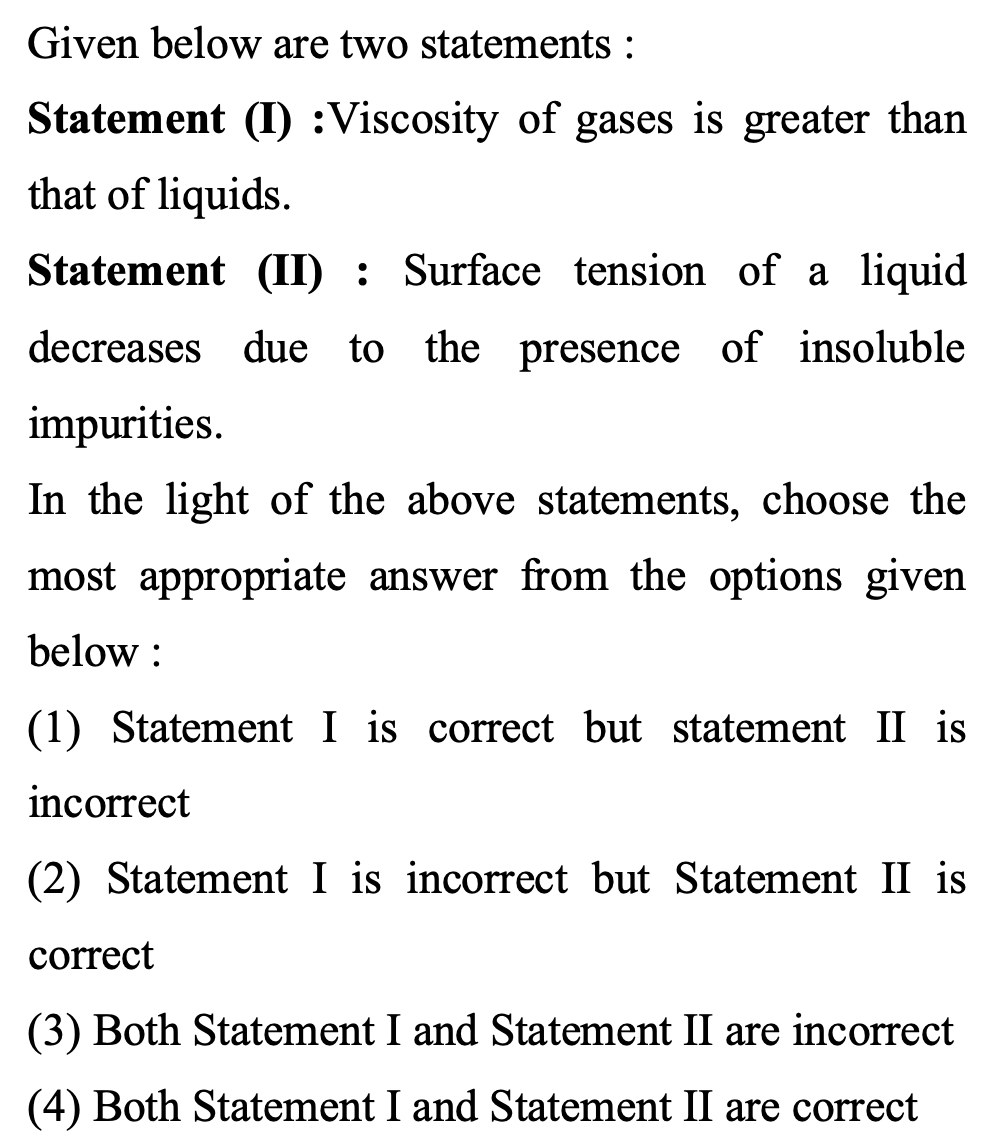 Given below are two statements :
Statement (I) :Viscosity of gases is greater than
that of liquids.
Statement (II) : Surface tension of a liquid
decreases due to the presence of insoluble
impurities.
In the light of the above statements, choose the
most appropriate answer from the options given
below :
(1) Statement I is correct but statement II is
incorrect
(2) Statement I is incorrect but Statement II is
correct
(3) Both Statement I and Statement II are incorrect
(4) Both Statement I and Statement II are correct